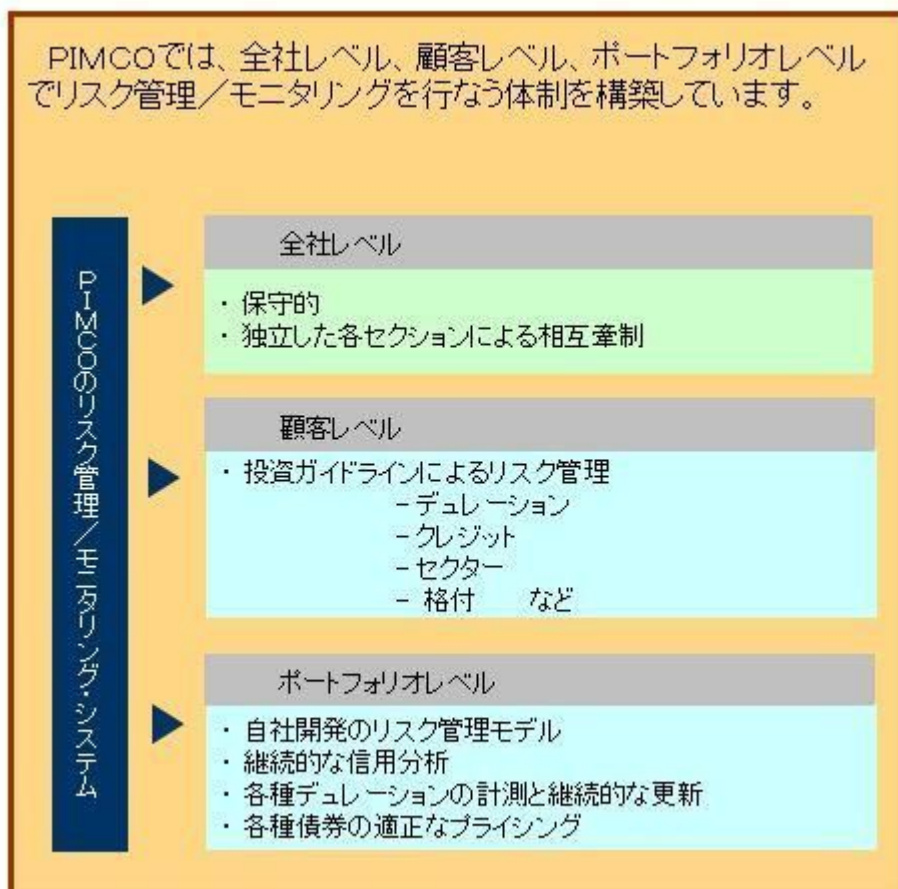 PIMCOでは、全社レベル、顧客レベル、ポートフォリオレベル
でリスク管理／モニタリングを行なう体制を構築しています。
PIMCOのリスク管理／モニタリング・システム
全社レベル
・ 保守的
・ 独立した各セクションによる相互牽制
顧客レベル
・ 投資ガイドラインによるリスク管理
－デュレーション
－クレジット
－セクター
－ 格付　　など
ポートフォリオレベル
・ 自社開発のリスク管理モデル
・ 継続的な信用分析
・ 各種デュレーションの計測と継続的な更新
・ 各種債券の適正なプライシング